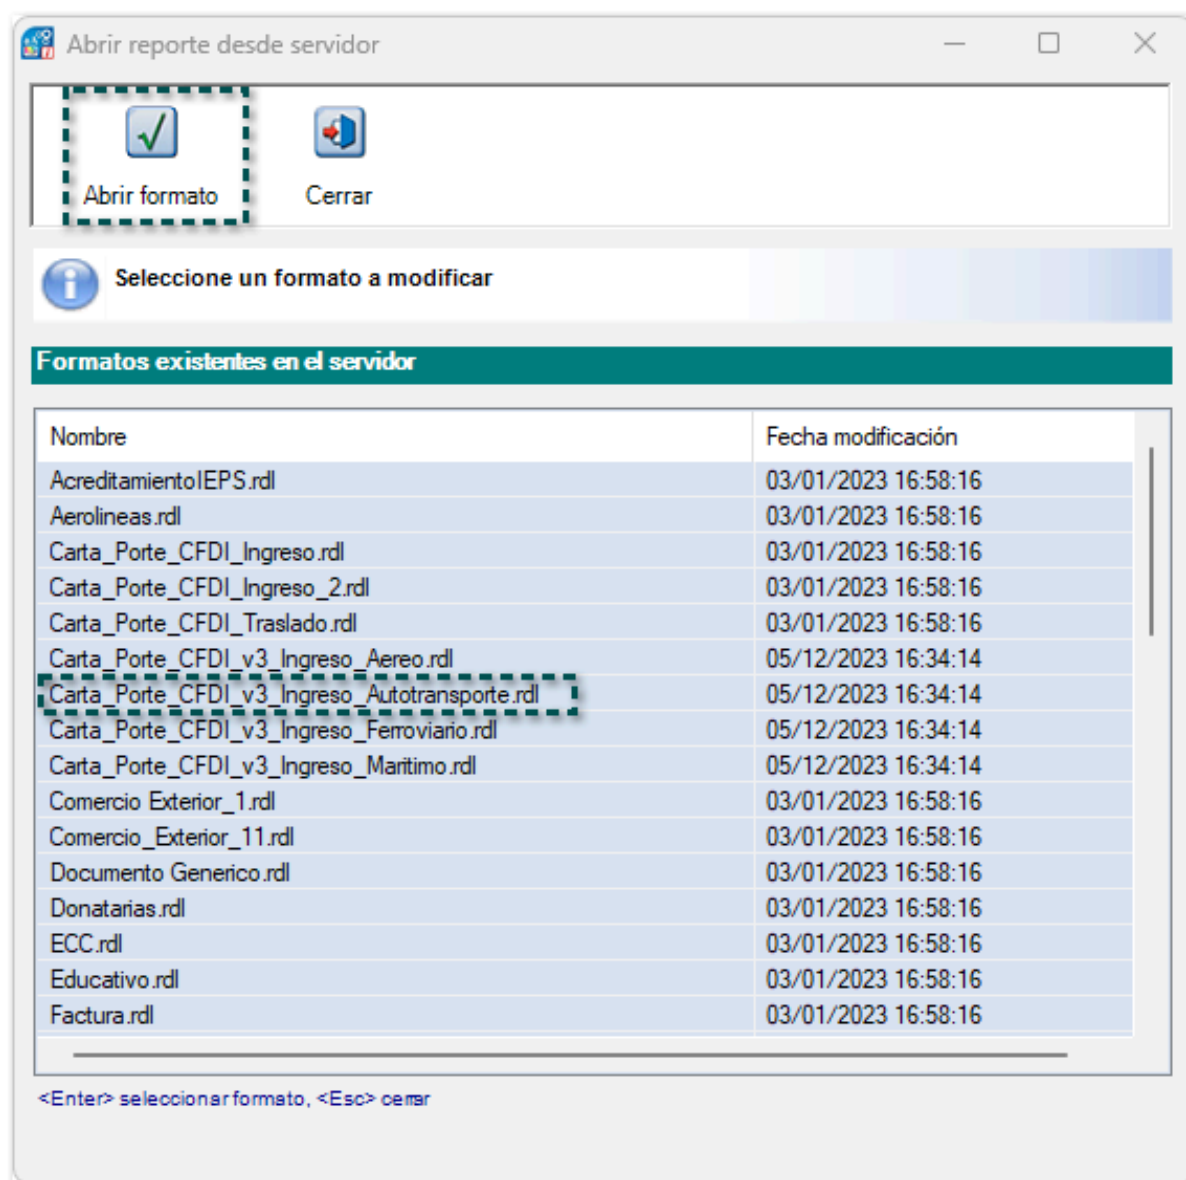 Abrir reporte desde servidor
Abrir formato Cerrar
Seleccione un formato a modificar
Formatos existentes en el servidor
Nombre Fecha modificación
AcreditamientoIEPS.rdl 03/01/2023 16:58:16
Aerolineas.rdl 03/01/2023 16:58:16
Carta_Porte_CFDI_Ingreso.rdl 03/01/2023 16:58:16
Carta_Porte_CFDI_Ingreso_2.rdl 03/01/2023 16:58:16
Carta_Porte_CFDI_Traslado.rdl 03/01/2023 16:58:16
Carta_Porte_CFDI_v3_Ingreso_Aereo.rdl 05/12/2023 16:34:14
Carta_Porte_CFDI_v3_Ingreso_Autotransporte.rdl 05/12/2023 16:34:14
Carta_Porte_CFDI_v3_Ingreso_Ferroviario.rdl 05/12/2023 16:34:14
Carta_Porte_CFDI_v3_Ingreso_Maritimo.rdl 05/12/2023 16:34:14
Comercio Exterior_1.rdl 03/01/2023 16:58:16
Comercio_Exterior_11.rdl 03/01/2023 16:58:16
Documento Generico.rdl 03/01/2023 16:58:16
Donatarias.rdl 03/01/2023 16:58:16
ECC.rdl 03/01/2023 16:58:16
Educativo.rdl 03/01/2023 16:58:16
Factura.rdl 03/01/2023 16:58:16
<Enter> seleccionar formato, <Esc> cerrar